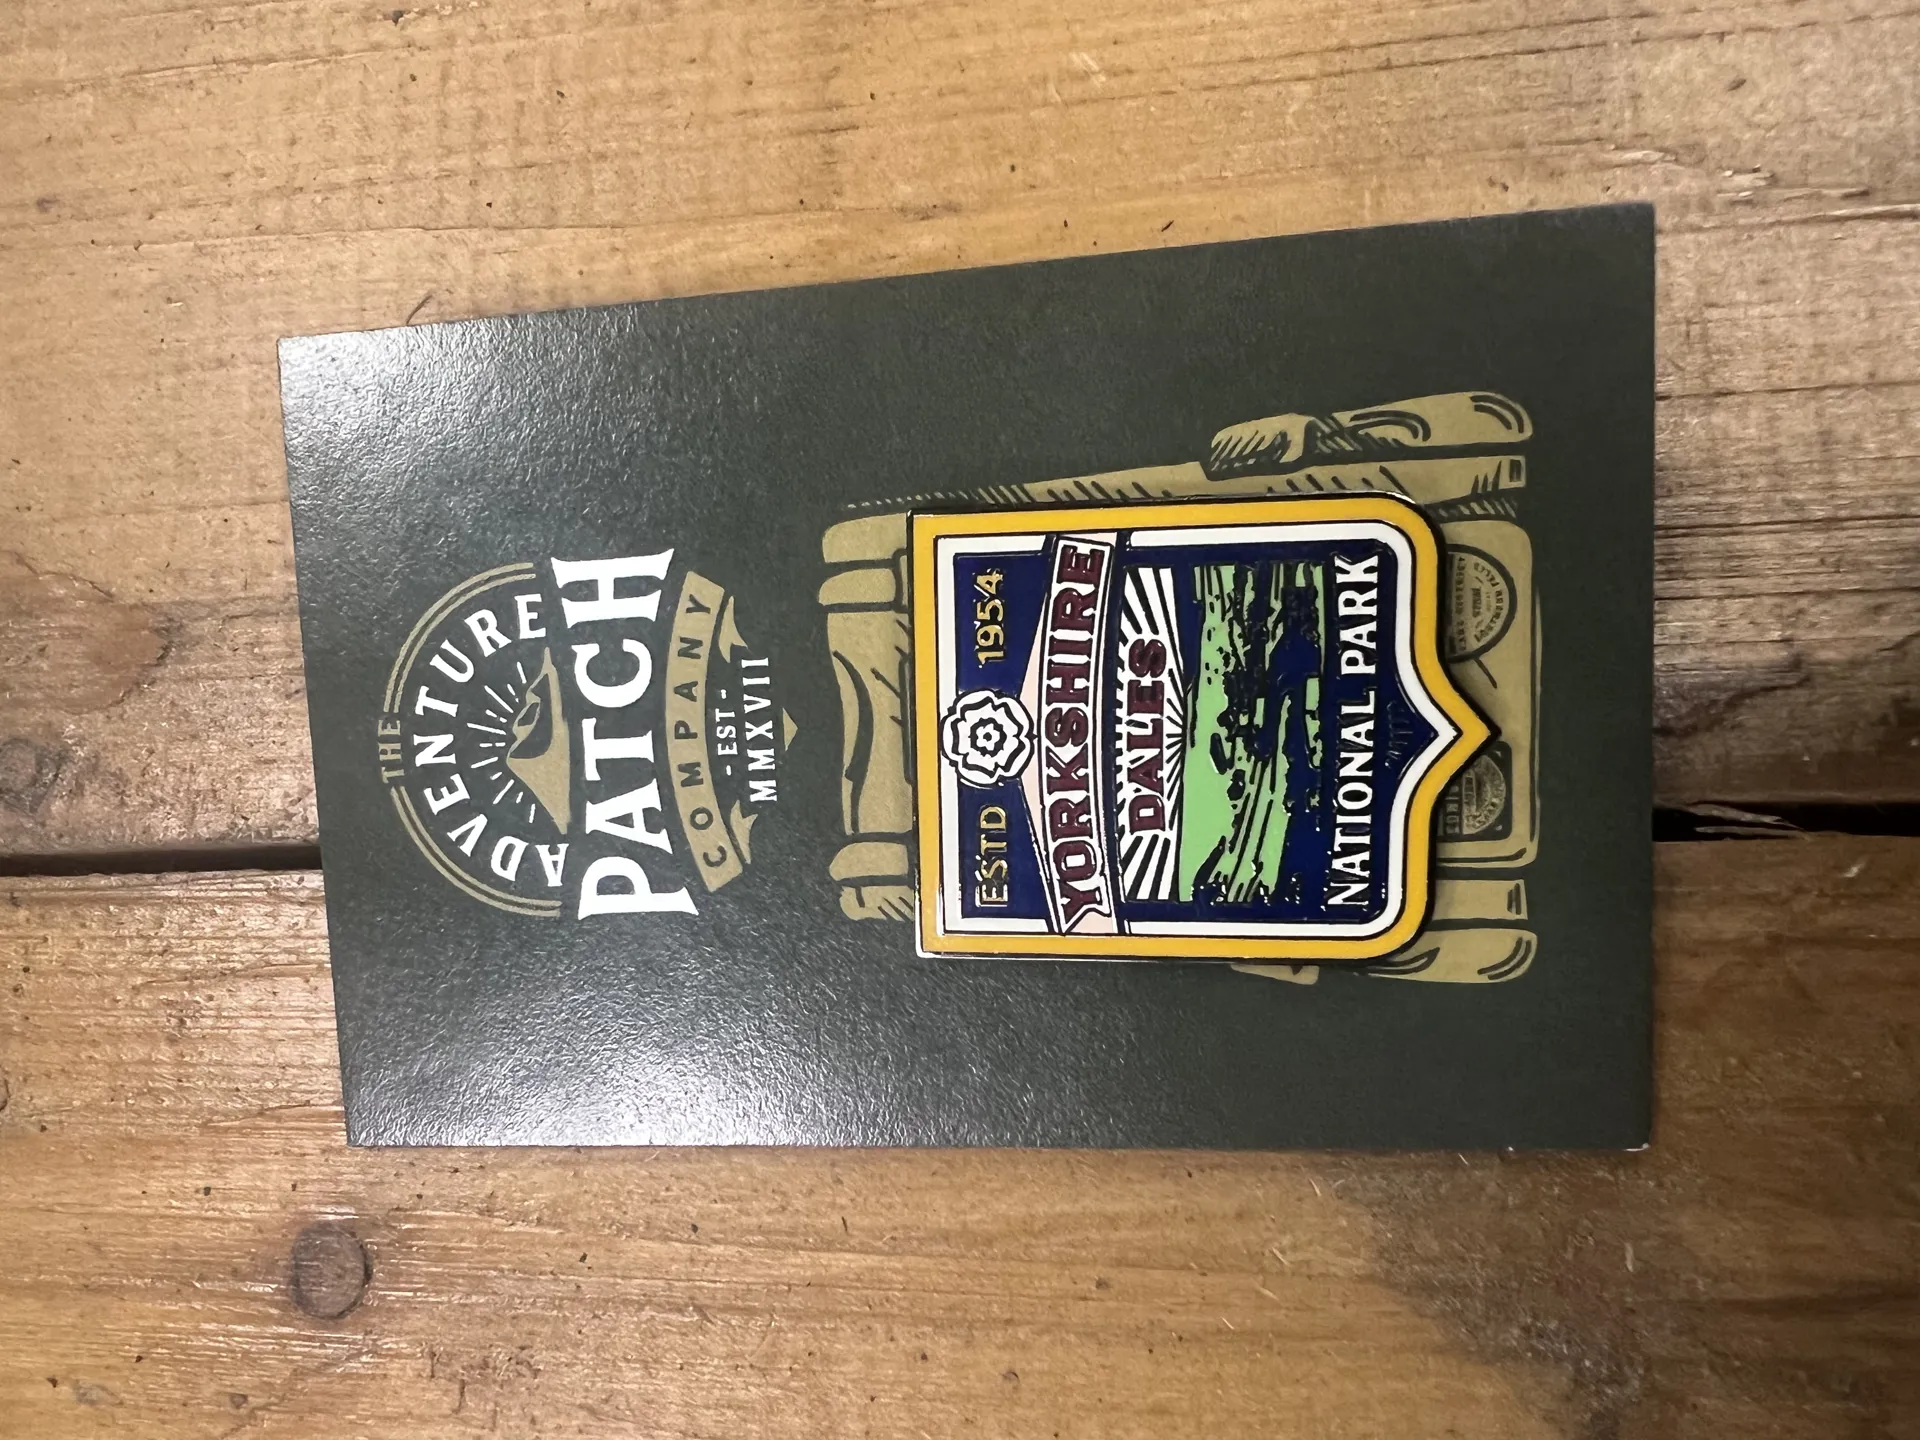 THE
ADVENTURE
PATCH
COMPANY
-EST-
MMXVII
ESTD 1954
YORKSHIRE
DALES
NATIONAL PARK